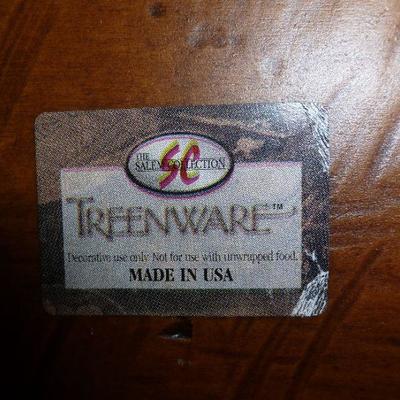 THE
SALEM COLLECTION
SC
TREENWARE™
Decorative use only. Not for use with unwrapped food.
MADE IN USA